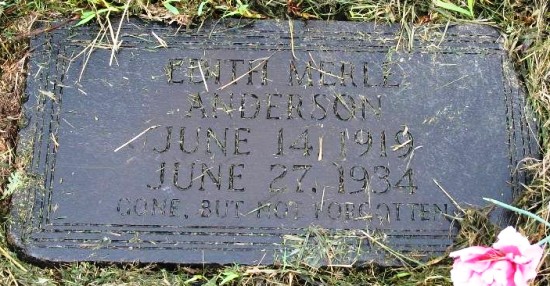 EDITH MERLE
ANDERSON
JUNE 14, 1919
JUNE 27, 1934
GONE, BUT NOT FORGOTTEN